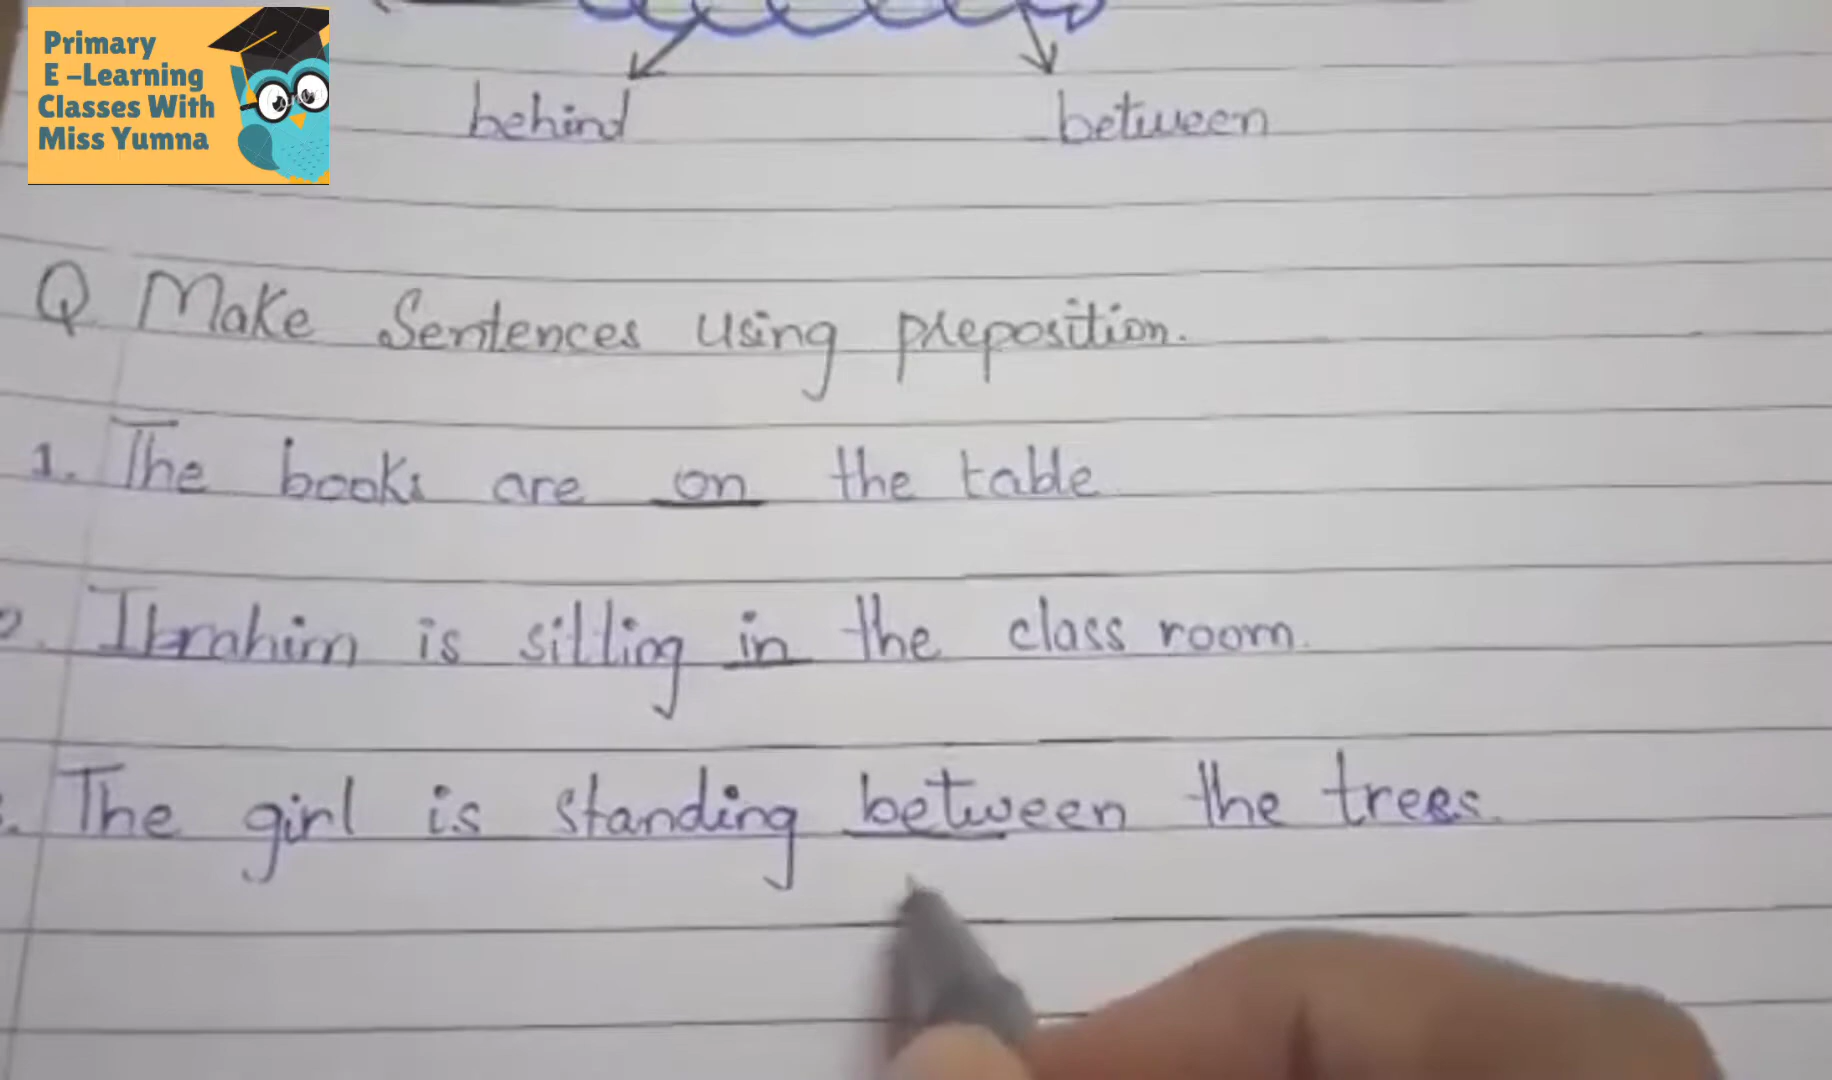 Primary
E -Learning
Classes With
Miss Yumna
behind between
Q Make Sentences using preposition.
1. The books are on the table
2. Ibrahim is sitting in the class room.
. The girl is standing between the trees.